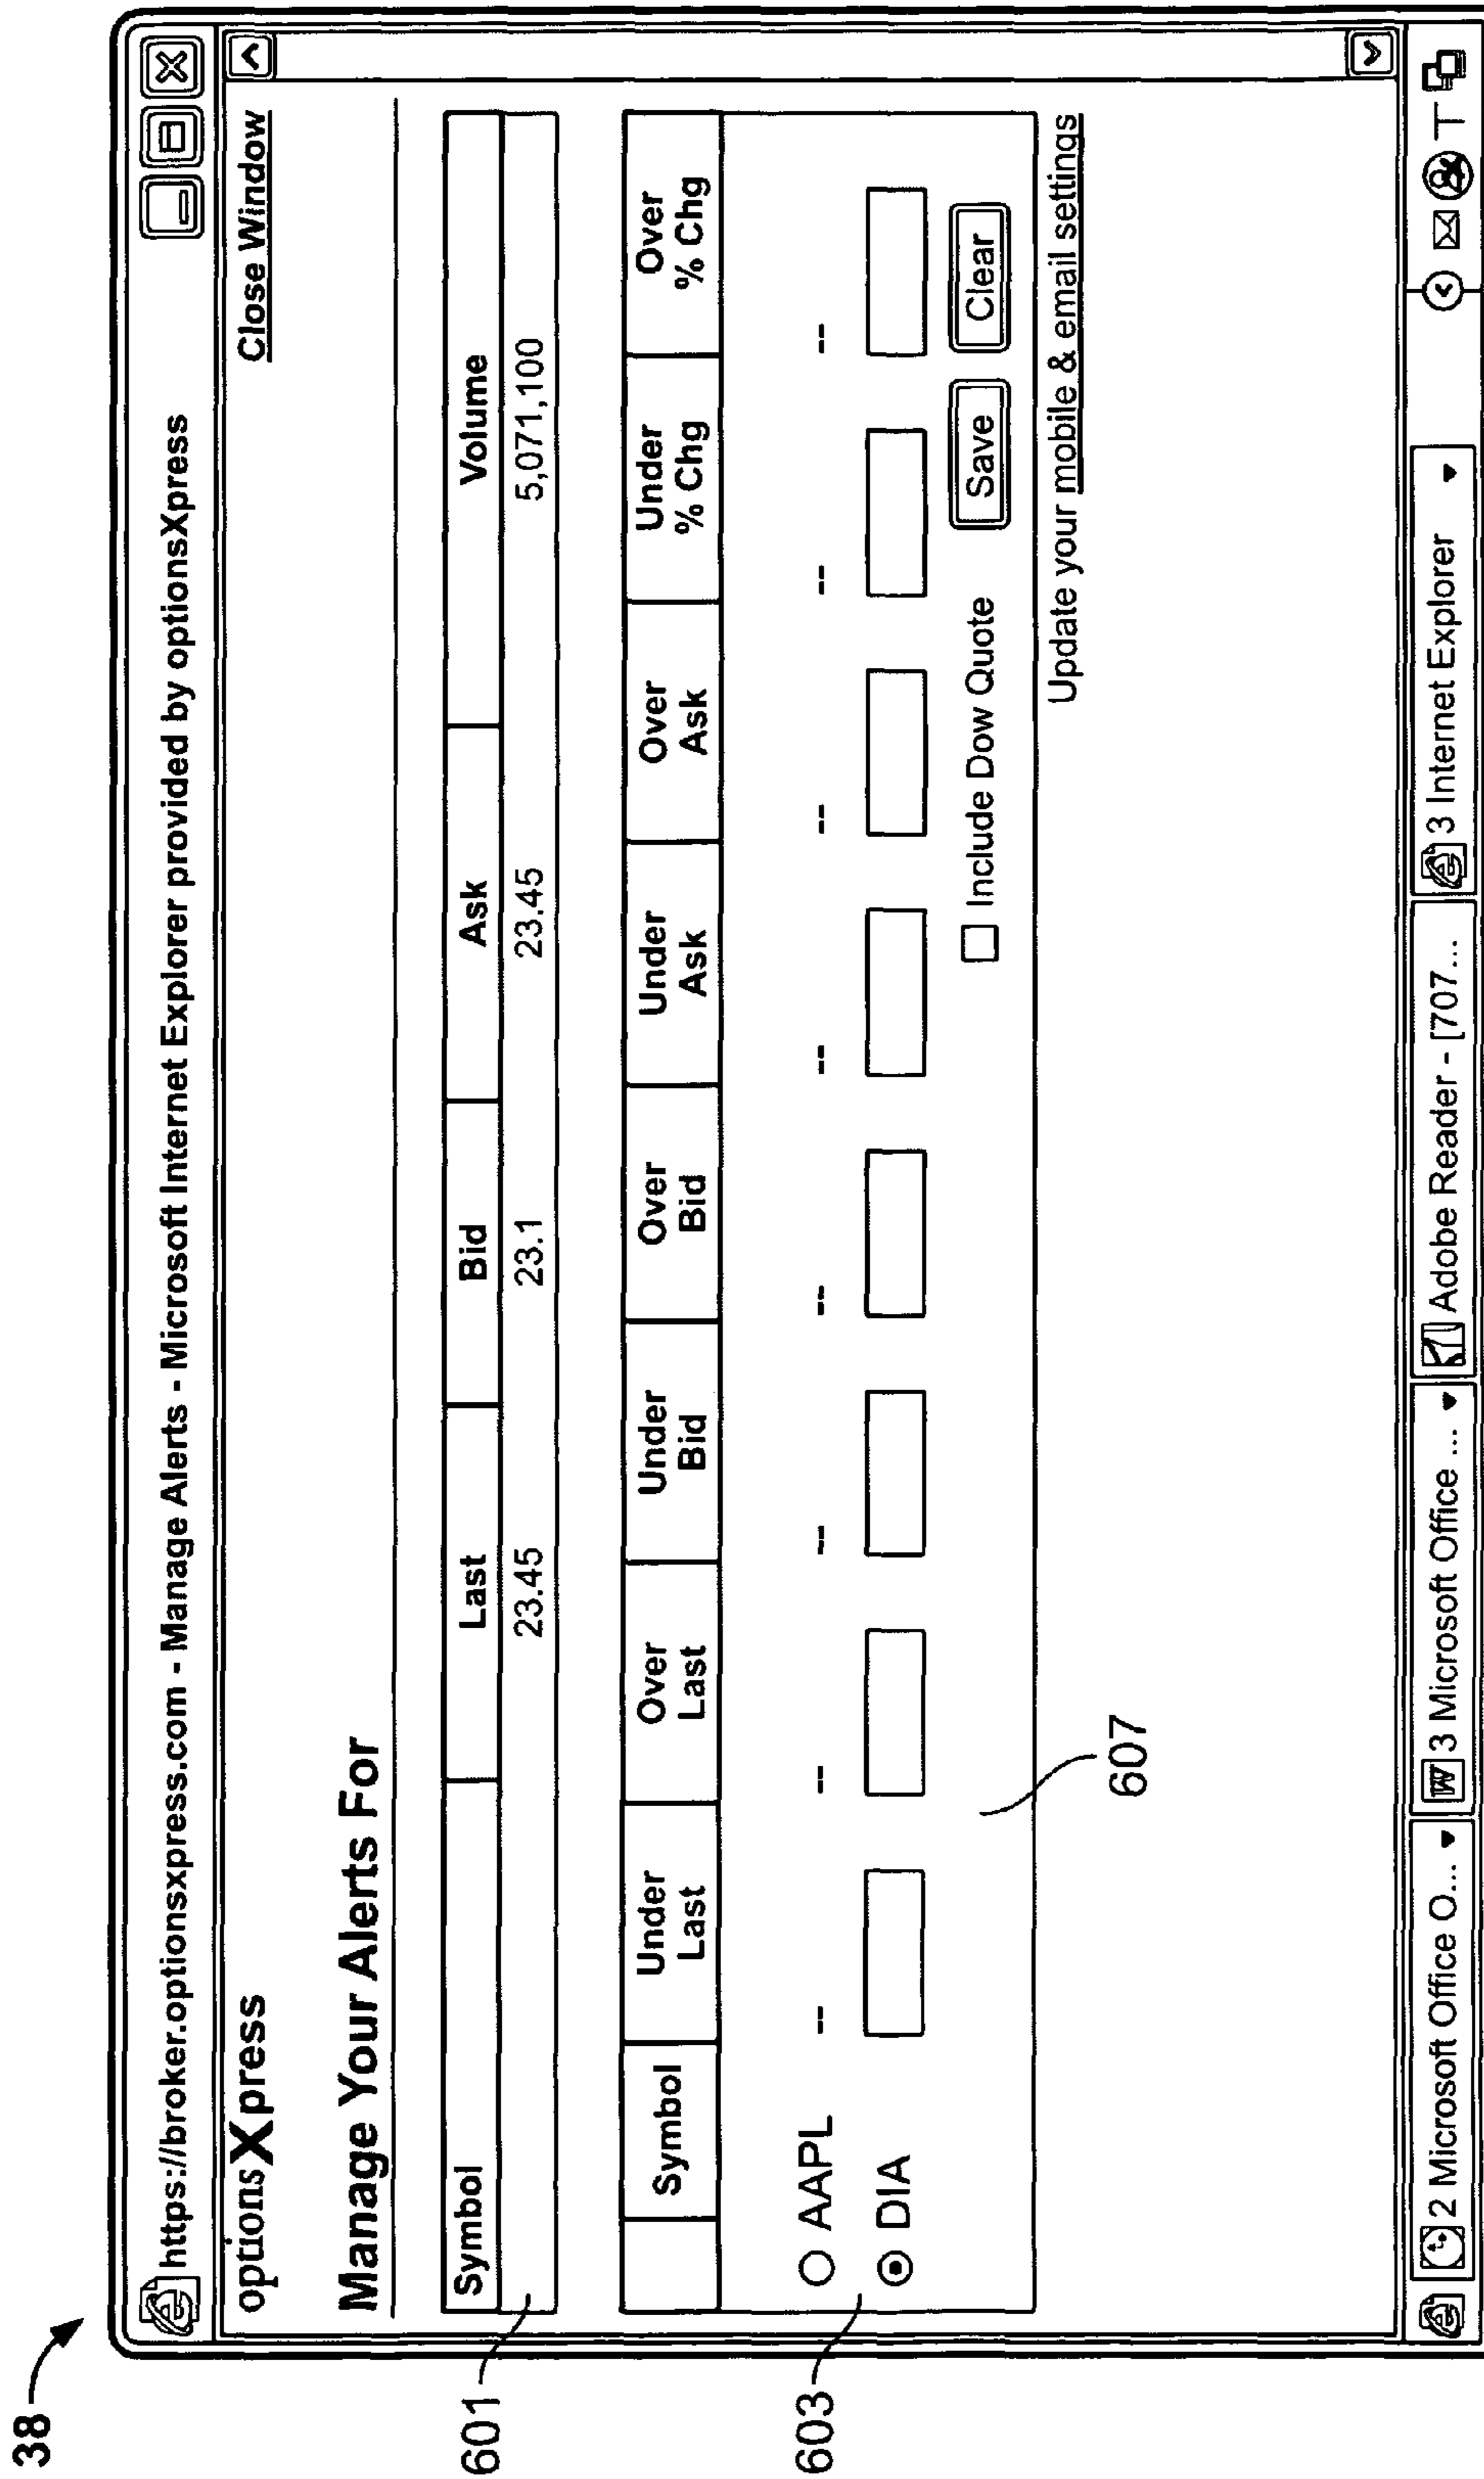 38
https://broker.optionsxpress.com - Manage Alerts - Microsoft Internet Explorer provided by optionsXpress
optionsXpress
Close Window
Manage Your Alerts For
Symbol Last Bid Ask Volume
601
23.45 23.1 23.45 5,071,100
Symbol Under Last Over Last Under Bid Over Bid Under Ask Over Ask Under % Chg Over % Chg
603
AAPL -- -- -- -- -- -- -- --
DIA
Include Dow Quote Save Clear
607
Update your mobile & email settings
2 Microsoft Office O... 3 Microsoft Office ... Adobe Reader - [707... 3 Internet Explorer